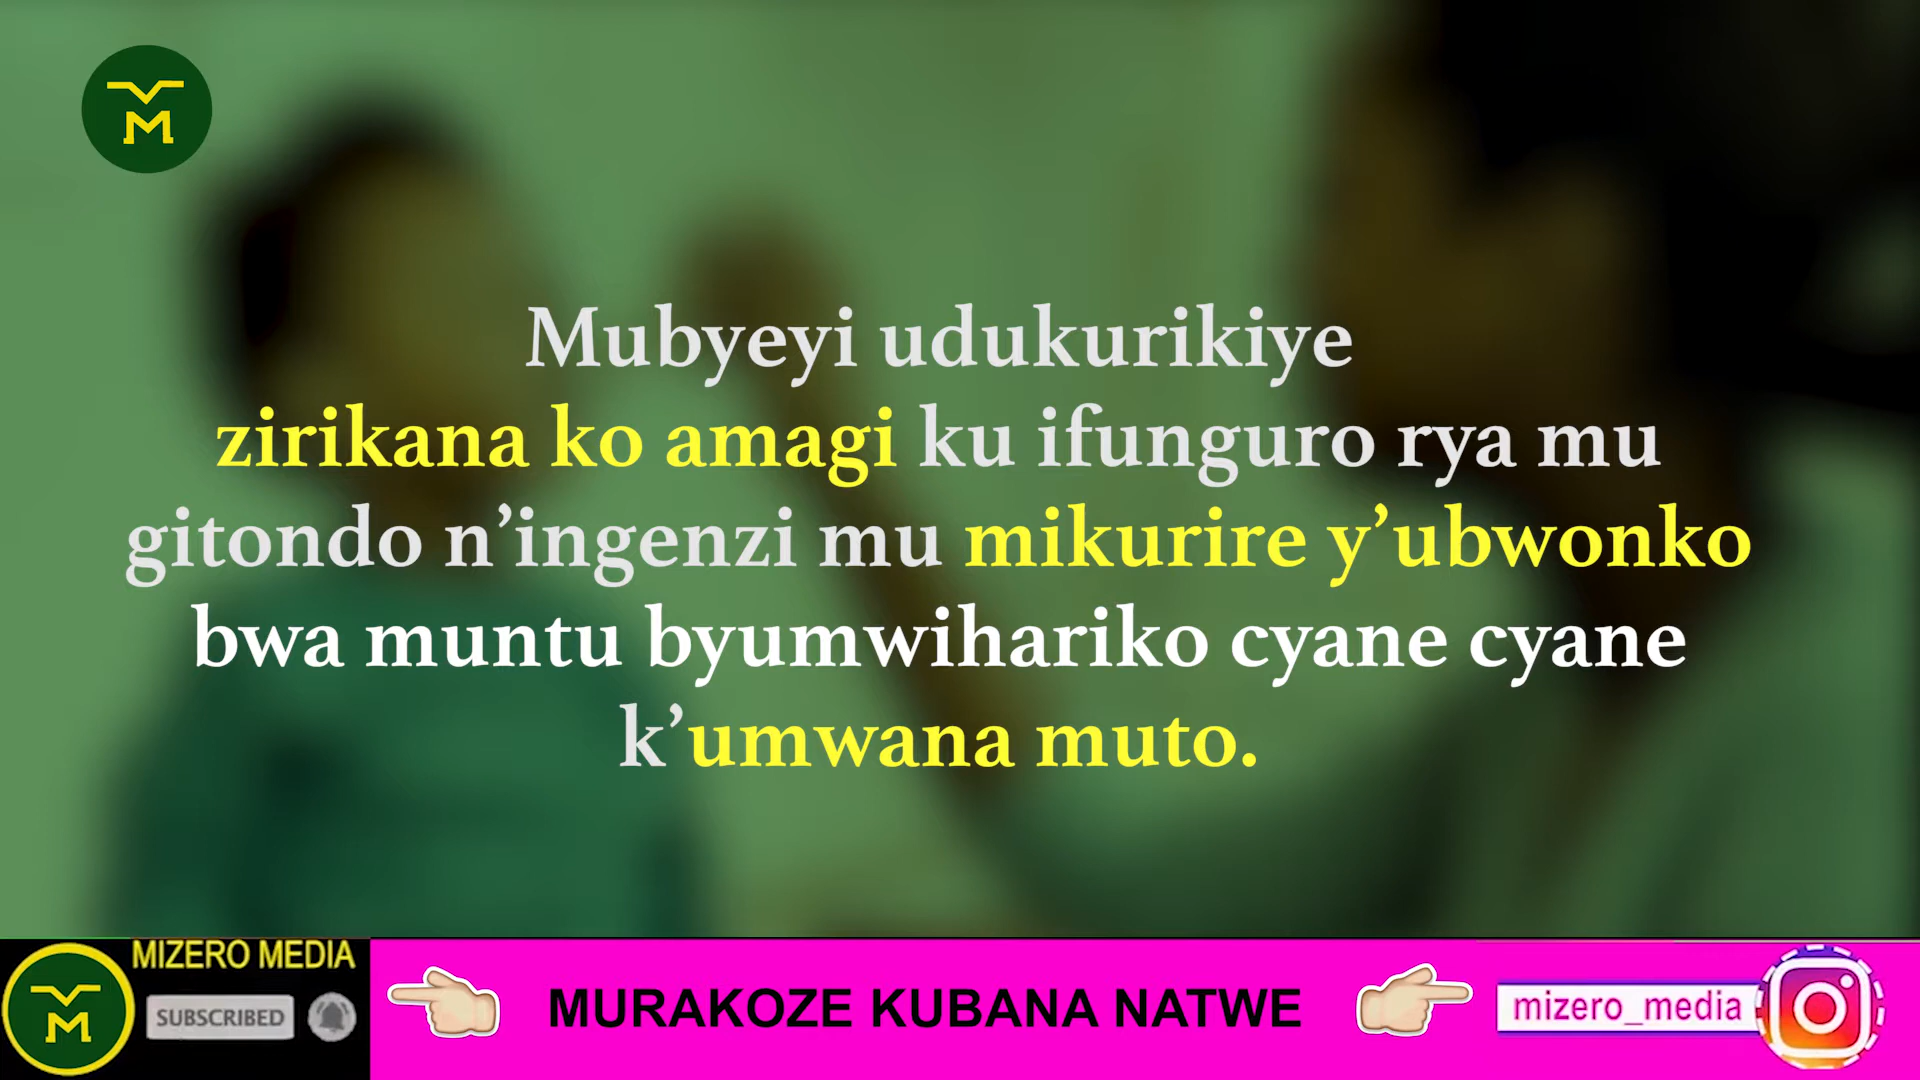 Mubyeyi udukurikiye
zirikana ko amagi ku ifunguro rya mu
gitondo n’ingenzi mu mikurire y’ubwonko
bwa muntu byumwihariko cyane cyane
k’umwana muto.
MIZERO MEDIA
SUBSCRIBED
MURAKOZE KUBANA NATWE
mizero_media